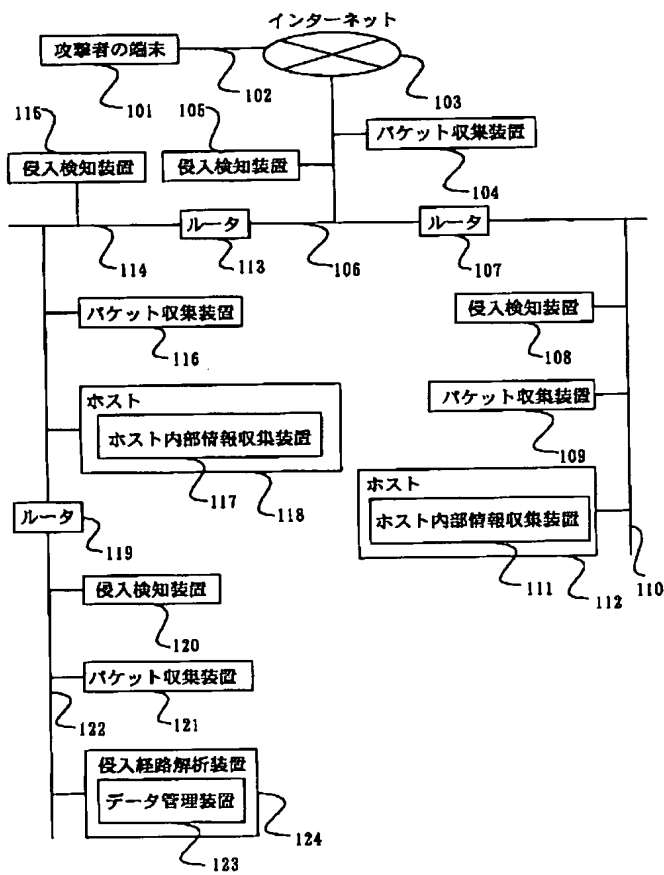 インターネット
攻撃者の端末
101
102
103
115
105
侵入検知装置
侵入検知装置
パケット収集装置
104
ルータ
ルータ
114
113
106
107
パケット収集装置
116
侵入検知装置
108
ホスト
ホスト内部情報収集装置
117
118
パケット収集装置
109
ホスト
ホスト内部情報収集装置
111
112
110
ルータ
119
侵入検知装置
120
パケット収集装置
121
122
侵入経路解析装置
データ管理装置
123
124